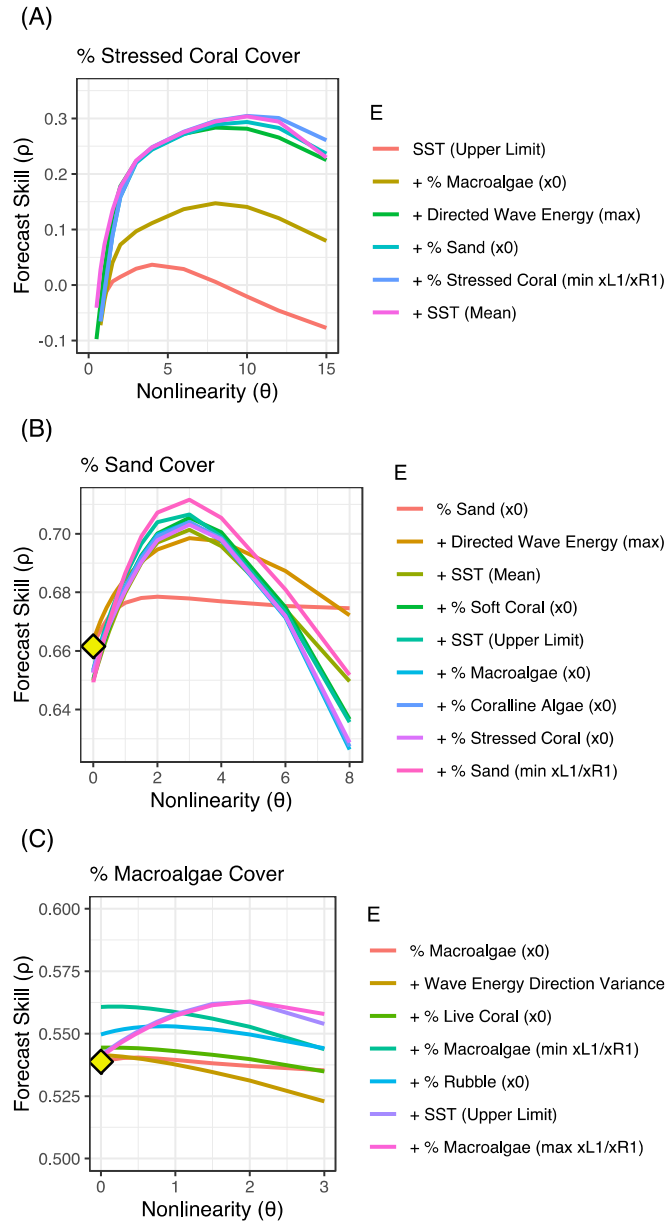 (A)
% Stressed Coral Cover
Forecast Skill (ρ)
0.3
0.2
0.1
0.0
-0.1
0
5
10
15
Nonlinearity (θ)
E
SST (Upper Limit)
+ % Macroalgae (x0)
+ Directed Wave Energy (max)
+ % Sand (x0)
+ % Stressed Coral (min xL1/xR1)
+ SST (Mean)
(B)
% Sand Cover
Forecast Skill (ρ)
0.70
0.68
0.66
0.64
0
2
4
6
8
Nonlinearity (θ)
E
% Sand (x0)
+ Directed Wave Energy (max)
+ SST (Mean)
+ % Soft Coral (x0)
+ SST (Upper Limit)
+ % Macroalgae (x0)
+ % Coralline Algae (x0)
+ % Stressed Coral (x0)
+ % Sand (min xL1/xR1)
(C)
% Macroalgae Cover
Forecast Skill (ρ)
0.600
0.575
0.550
0.525
0.500
0
1
2
3
Nonlinearity (θ)
E
% Macroalgae (x0)
+ Wave Energy Direction Variance
+ % Live Coral (x0)
+ % Macroalgae (min xL1/xR1)
+ % Rubble (x0)
+ SST (Upper Limit)
+ % Macroalgae (max xL1/xR1)